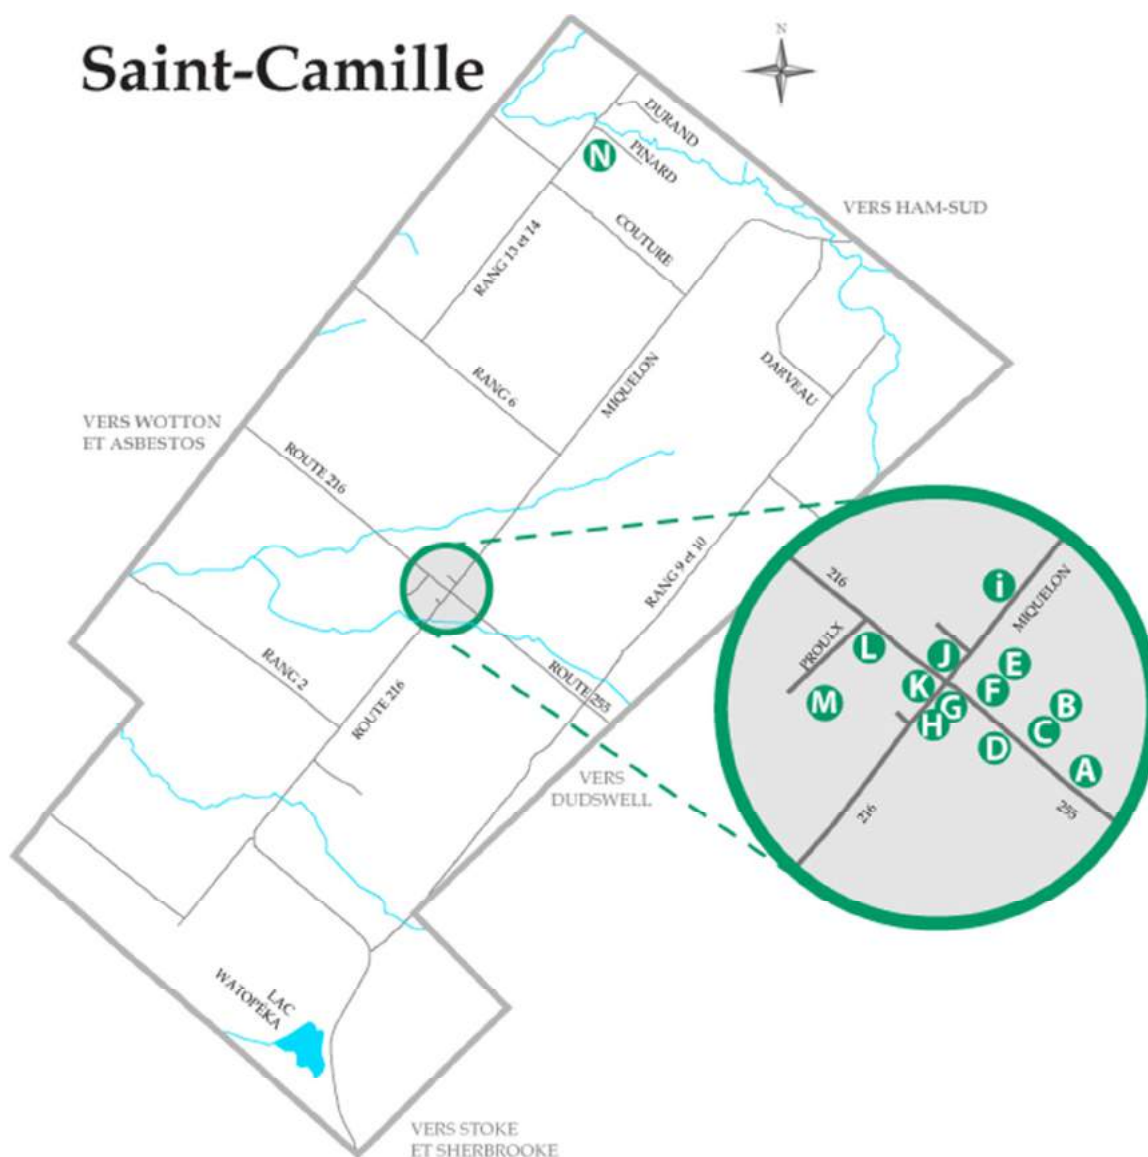 Saint-Camille
N
DURAND
PINARD
N
VERS HAM-SUD
COUTURE
RANG 13 et 14
MIQUELON
DARVEAU
RANG 6
VERS WOTTON
ET ASBESTOS
ROUTE 216
RANG 9 et 10
216
i
MIQUELON
PROULX
L
J
E
K
F
M
G
B
H
C
D
A
216
255
RANG 2
ROUTE 216
ROUTE 255
VERS
DUDSWELL
LAC
WATOPÉKA
VERS STOKE
ET SHERBROOKE